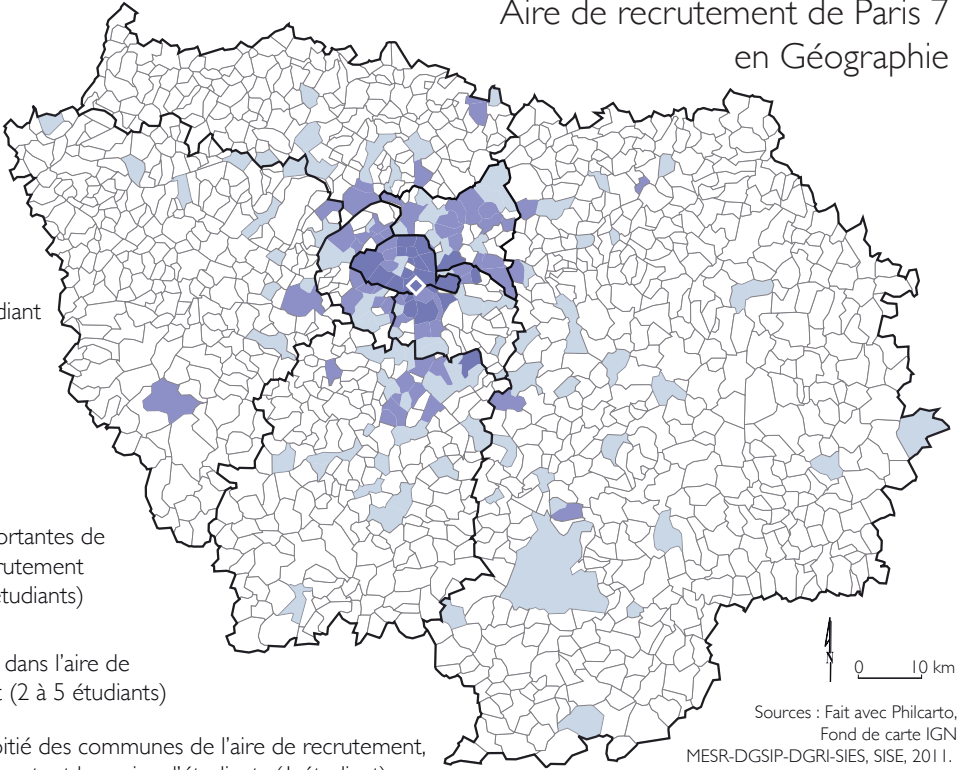 Aire de recrutement de Paris 7
en Géographie
diant
ortantes de
rutement
étudiants)
dans l'aire de
t (2 à 5 étudiants)
oitié des communes de l'aire de recrutement,
N
0 10 km
Sources : Fait avec Philcarto,
Fond de carte IGN
MESR-DGSIP-DGRI-SIES, SISE, 2011.